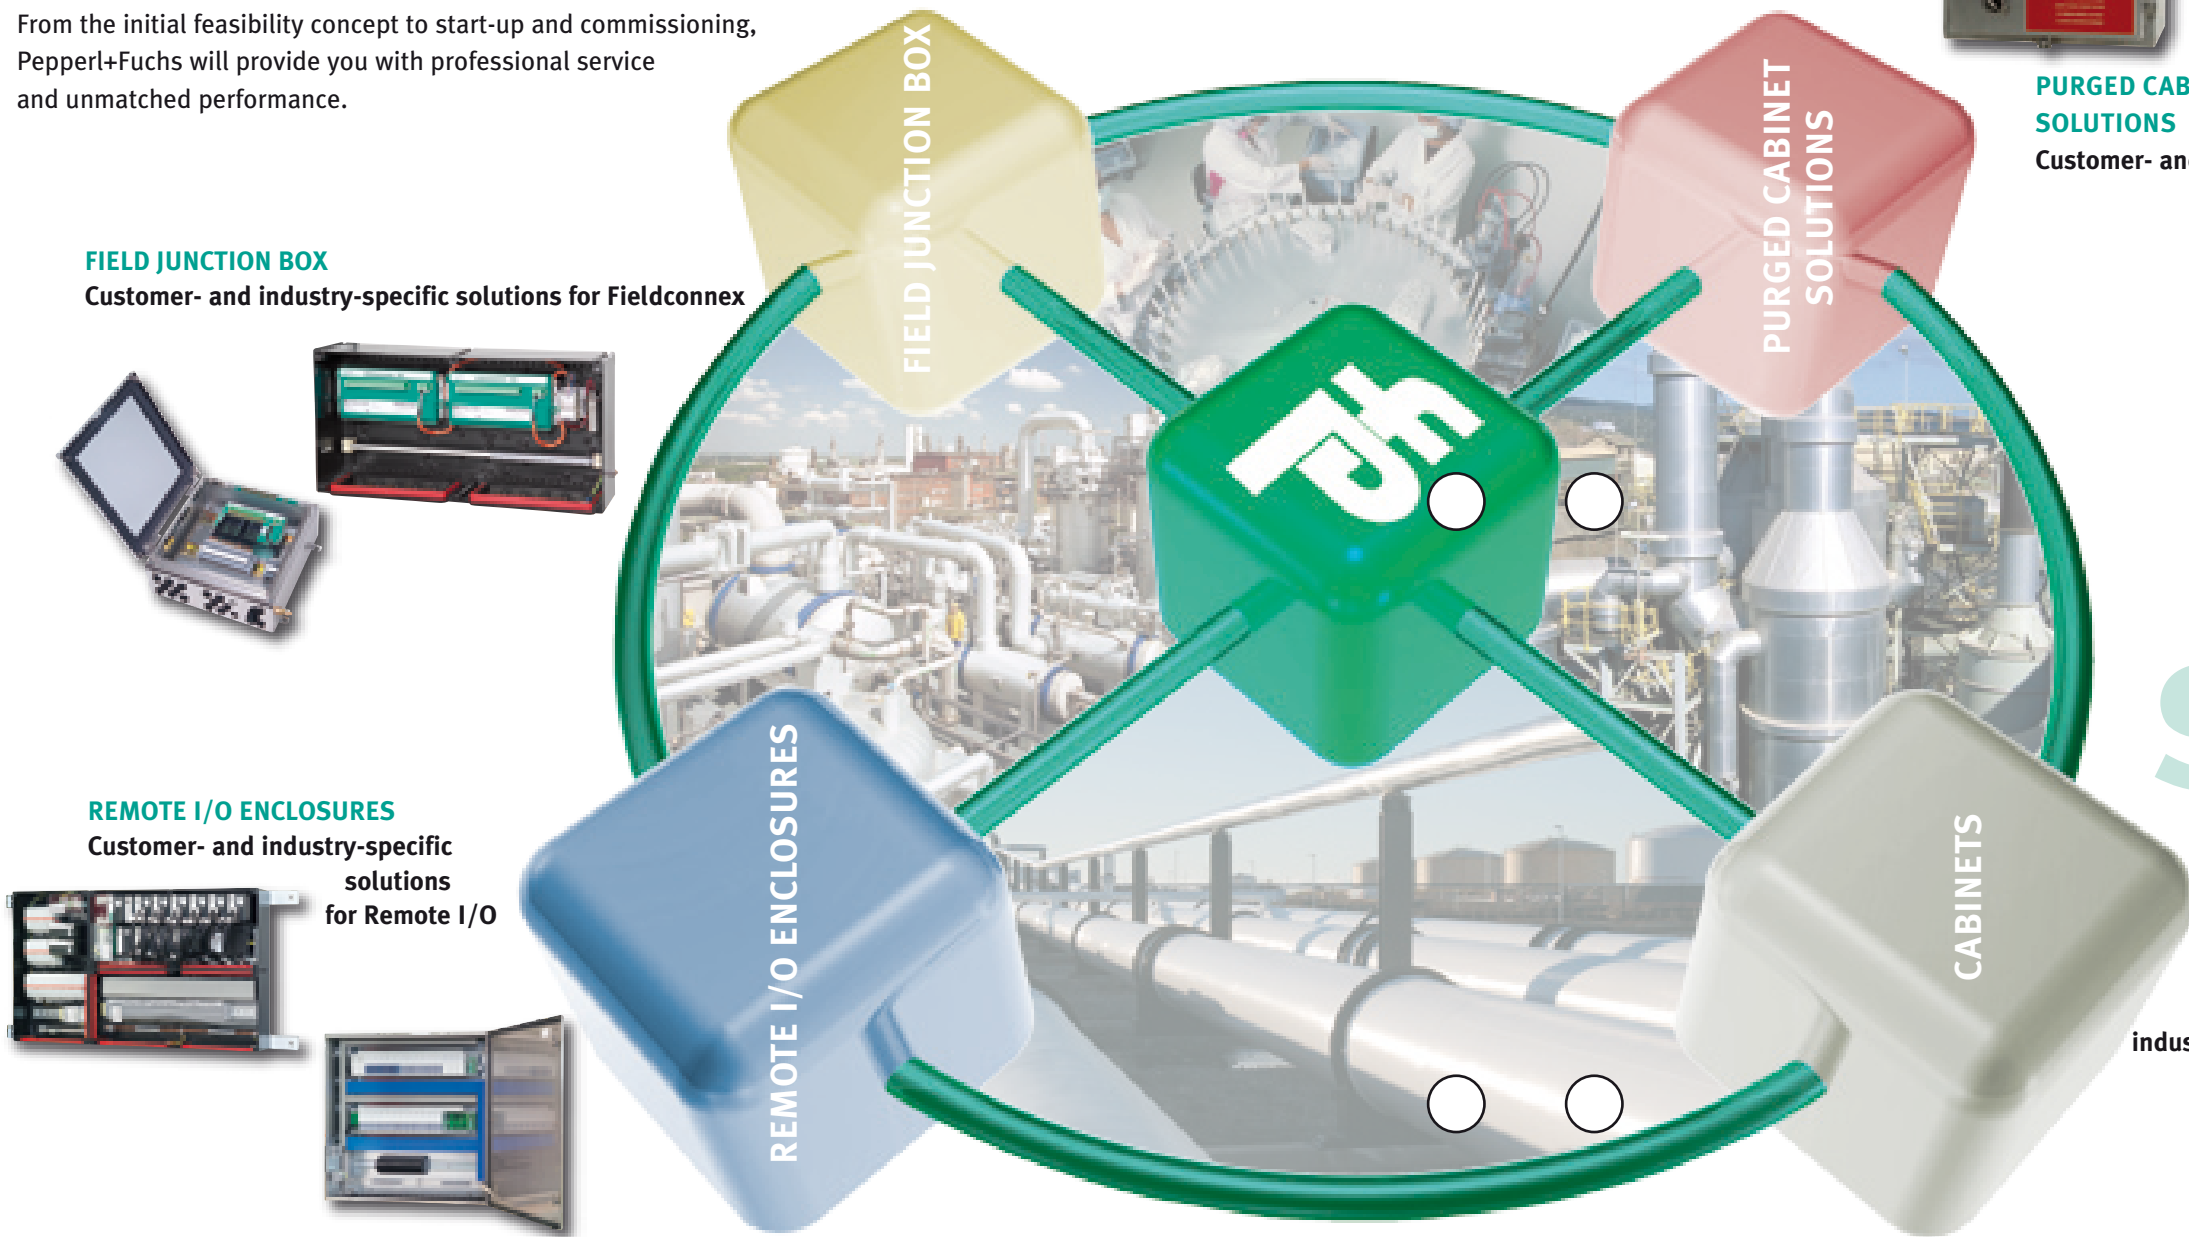 From the initial feasibility concept to start-up and commissioning,
Pepperl+Fuchs will provide you with professional service
and unmatched performance.
FIELD JUNCTION BOX
Customer- and industry-specific solutions for Fieldconnex
REMOTE I/O ENCLOSURES
Customer- and industry-specific
solutions
for Remote I/O
FIELD JUNCTION BOX
PURGED CABINET
SOLUTIONS
REMOTE I/O ENCLOSURES
CABINETS
PURGED CAB
SOLUTIONS
Customer- an
indus